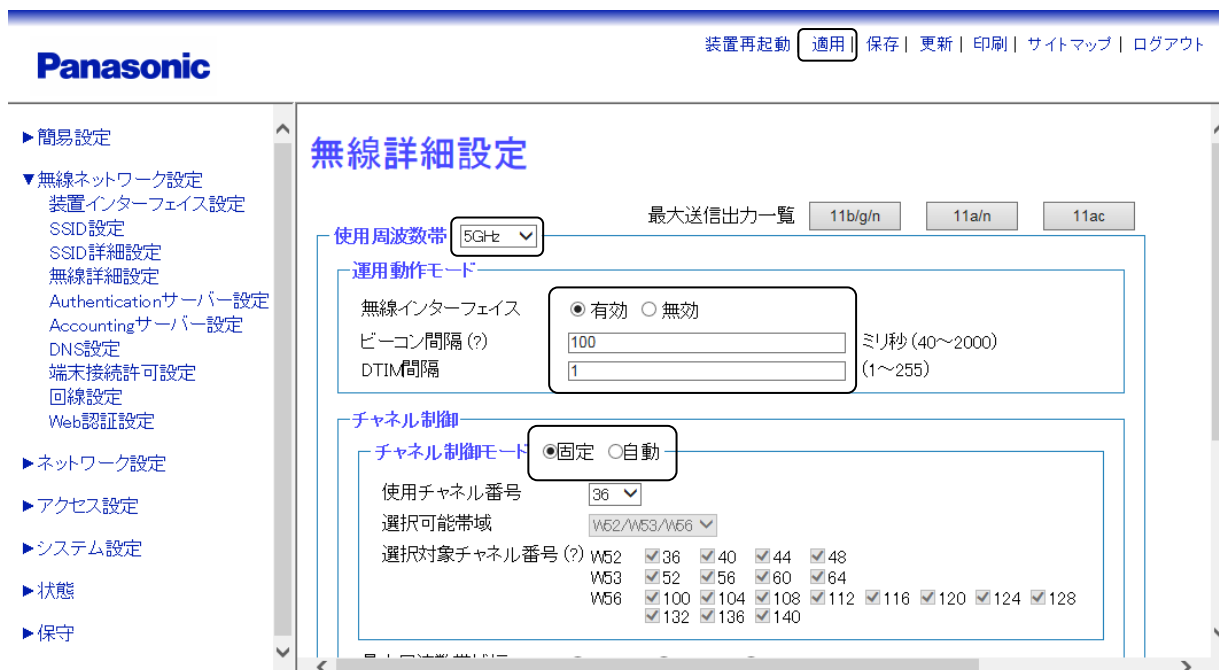 装置再起動 | 適用 | 保存 | 更新 | 印刷 | サイトマップ | ログアウト
Panasonic
▶簡易設定
▼無線ネットワーク設定
装置インターフェイス設定
SSID設定
SSID詳細設定
無線詳細設定
Authenticationサーバー設定
Accountingサーバー設定
DNS設定
端末接続許可設定
回線設定
Web認証設定
▶ネットワーク設定
▶アクセス設定
▶システム設定
▶状態
▶保守
無線詳細設定
最大送信出力一覧 11b/g/n 11a/n 11ac
使用周波数帯 5GHz
運用動作モード
無線インターフェイス 有効 無効
ビーコン間隔(?) 100 ミリ秒(40～2000)
DTIM間隔 1 (1～255)
チャネル制御
チャネル制御モード 固定 自動
使用チャネル番号 36
選択可能帯域 W52/W53/W56
選択対象チャネル番号(?) W52 36 40 44 48
W53 52 56 60 64
W56 100 104 108 112 116 120 124 128
132 136 140